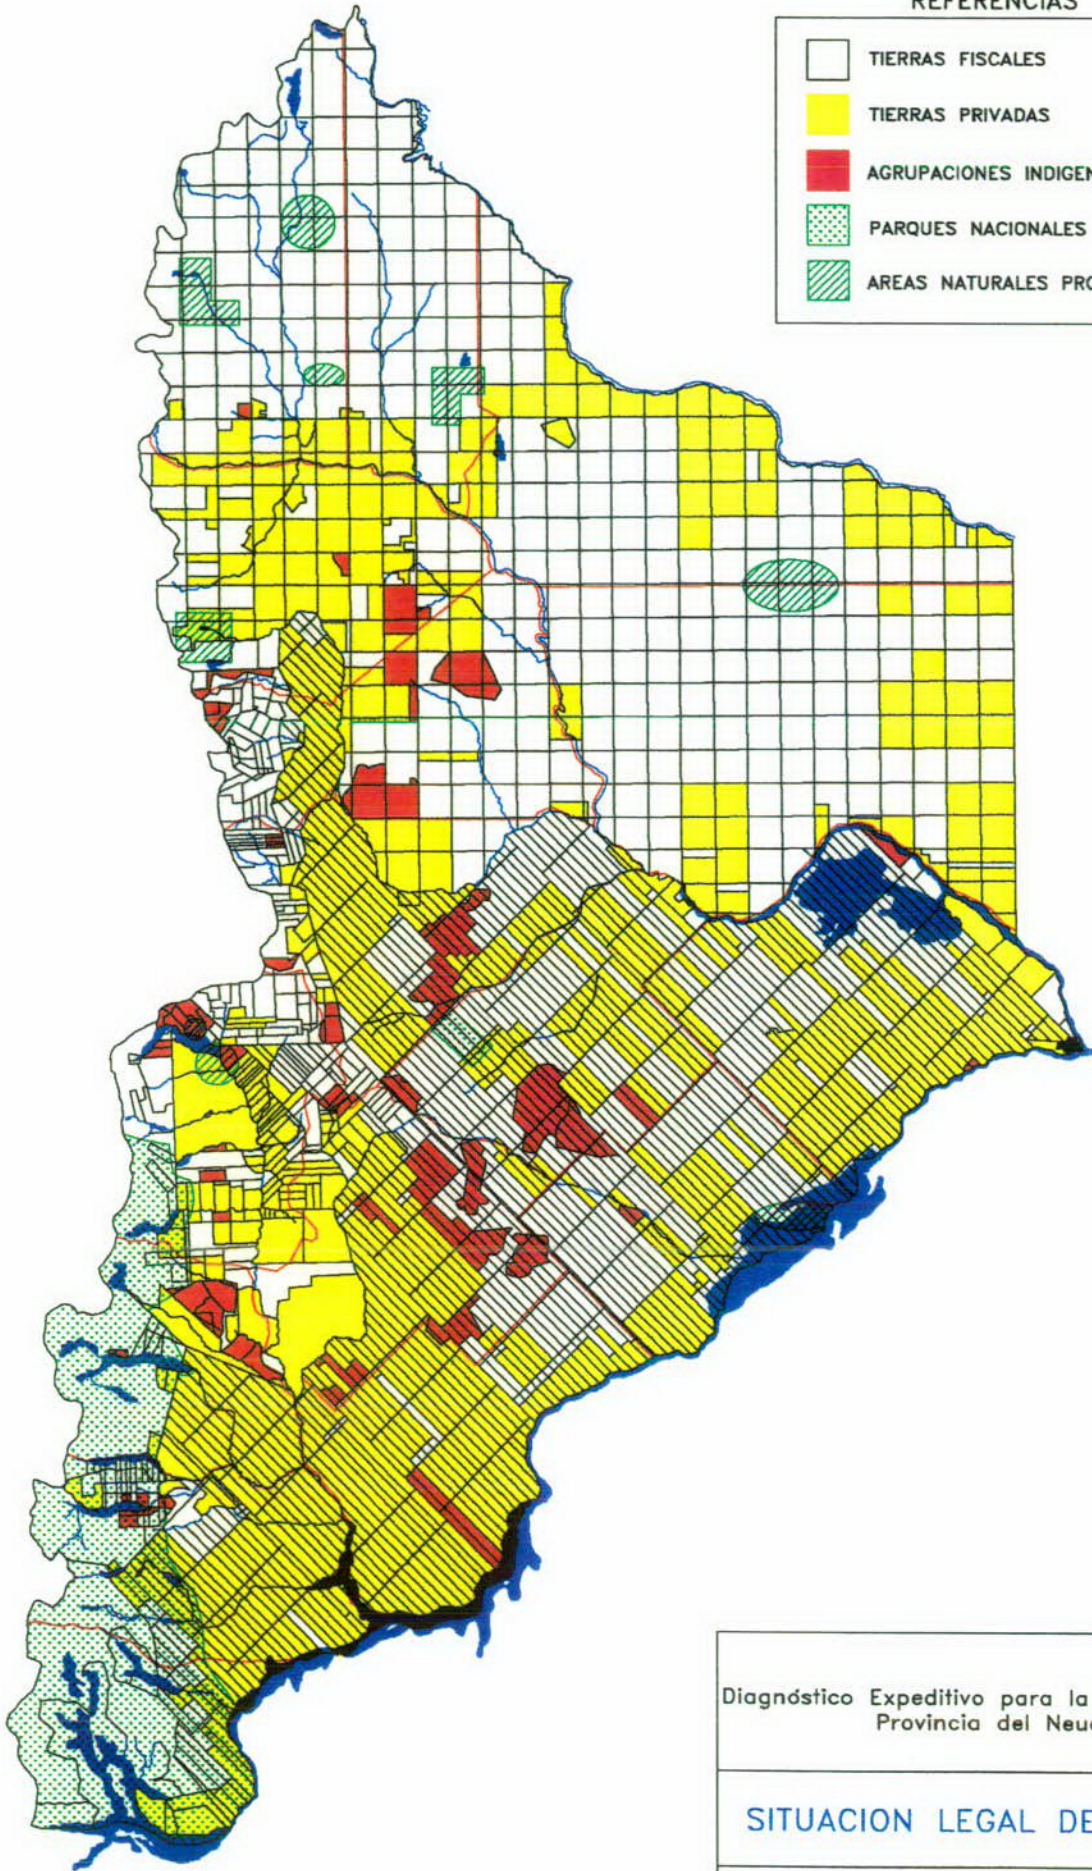 REFERENCIAS
TIERRAS FISCALES
TIERRAS PRIVADAS
AGRUPACIONES INDIGEN
PARQUES NACIONALES
AREAS NATURALES PRO
Diagnóstico Expeditivo para la
Provincia del Neu
SITUACION LEGAL DE